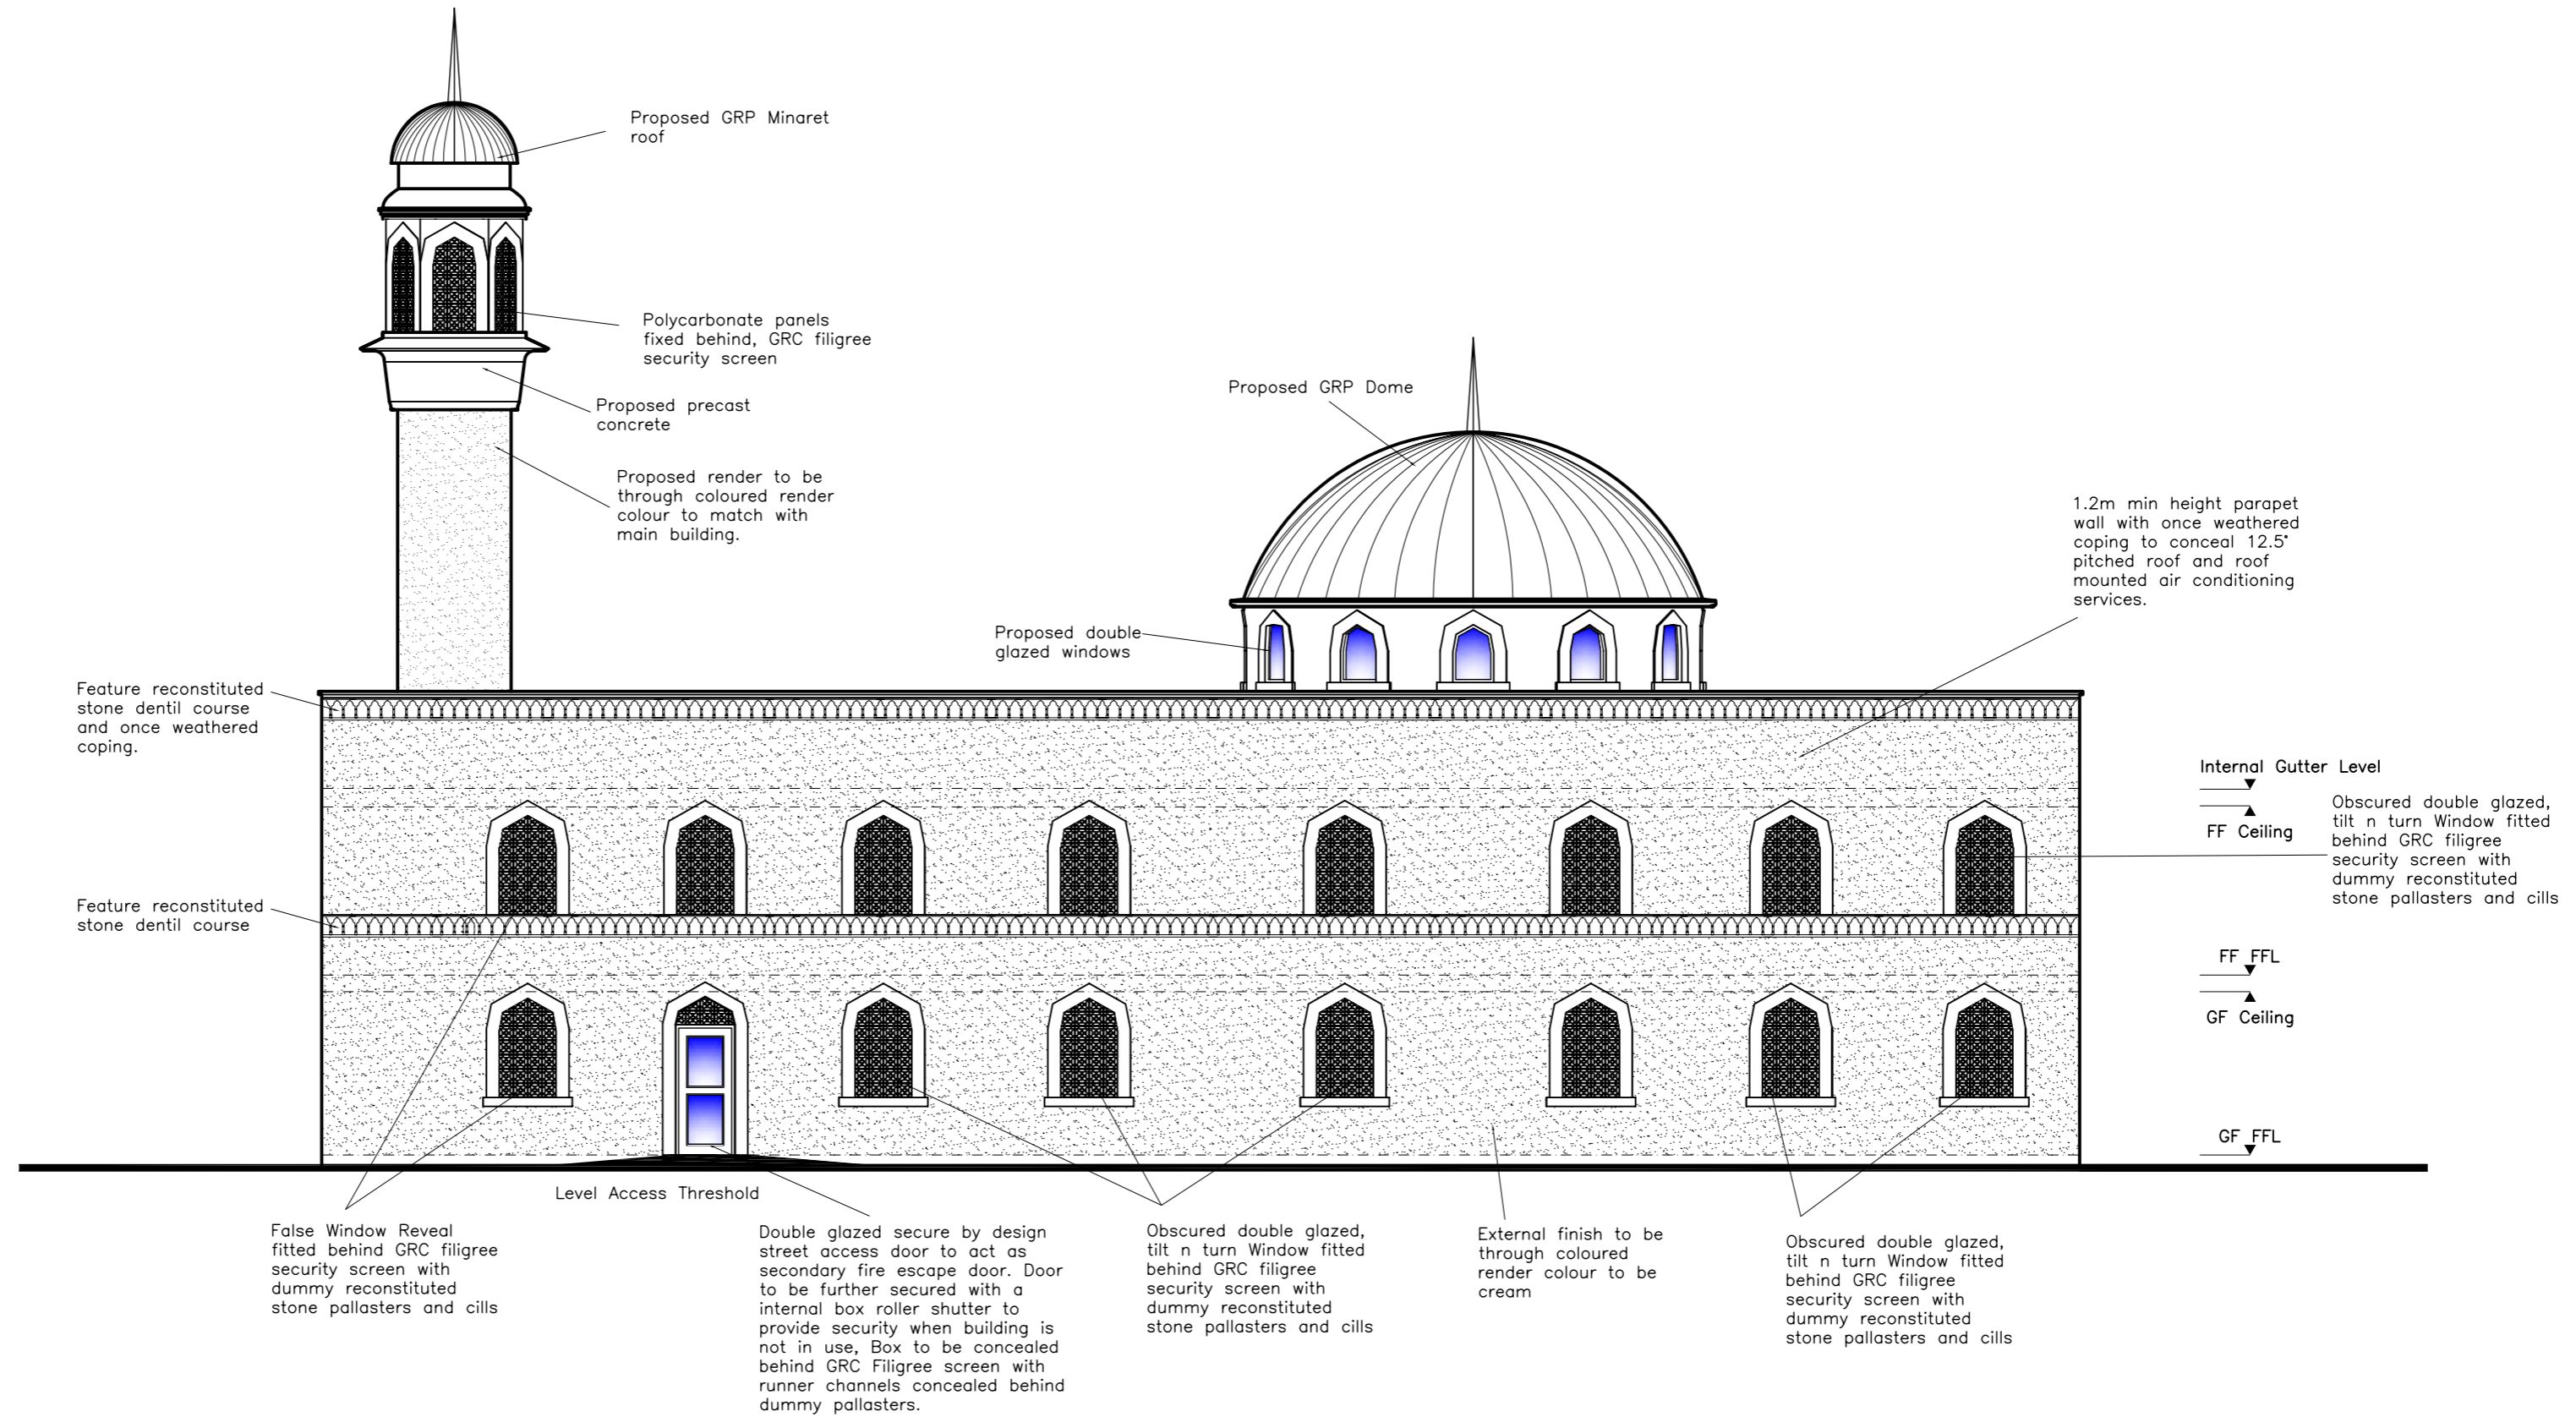 Proposed GRP Minaret
roof
Polycarbonate panels
fixed behind, GRC filigree
security screen
Proposed precast
concrete
Proposed render to be
through coloured render
colour to match with
main building.
Proposed GRP Dome
Proposed double
glazed windows
1.2m min height parapet
wall with once weathered
coping to conceal 12.5°
pitched roof and roof
mounted air conditioning
services.
Feature reconstituted
stone dentil course
and once weathered
coping.
Feature reconstituted
stone dentil course
Internal Gutter Level
FF Ceiling
Obscured double glazed,
tilt n turn Window fitted
behind GRC filigree
security screen with
dummy reconstituted
stone pallasters and cills
FF FFL
GF Ceiling
GF FFL
Level Access Threshold
False Window Reveal
fitted behind GRC filigree
security screen with
dummy reconstituted
stone pallasters and cills
Double glazed secure by design
street access door to act as
secondary fire escape door. Door
to be further secured with a
internal box roller shutter to
provide security when building is
not in use, Box to be concealed
behind GRC Filigree screen with
runner channels concealed behind
dummy pallasters.
Obscured double glazed,
tilt n turn Window fitted
behind GRC filigree
security screen with
dummy reconstituted
stone pallasters and cills
External finish to be
through coloured
render colour to be
cream
Obscured double glazed,
tilt n turn Window fitted
behind GRC filigree
security screen with
dummy reconstituted
stone pallasters and cills